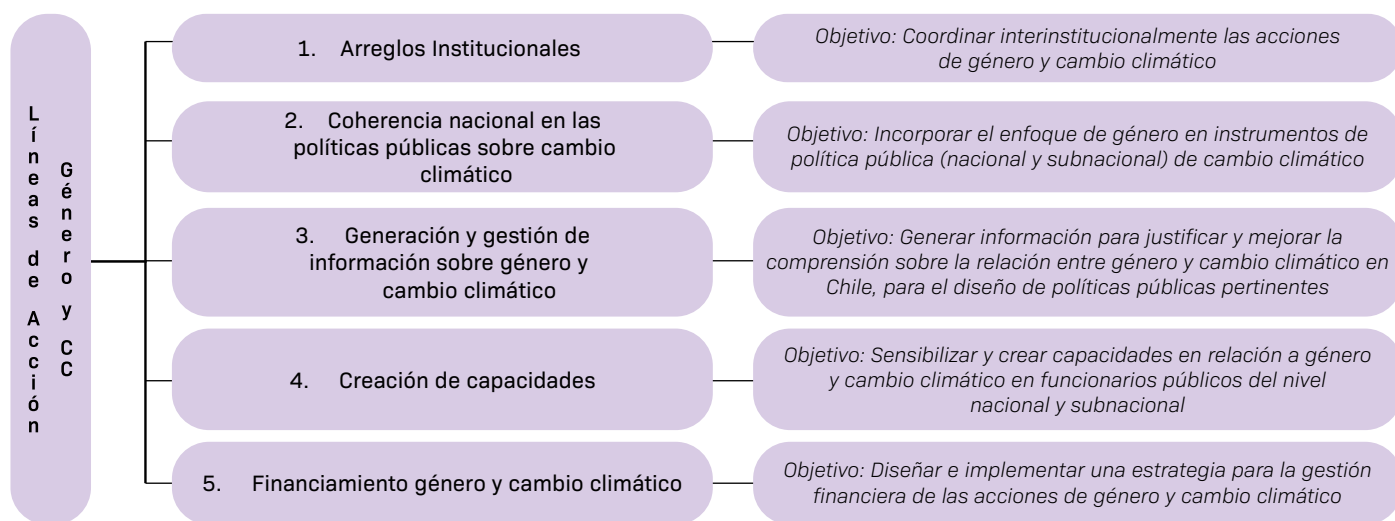 Líneas de Acción
Género y CC
1. Arreglos Institucionales
Objetivo: Coordinar interinstitucionalmente las acciones
de género y cambio climático
2. Coherencia nacional en las
políticas públicas sobre cambio
climático
Objetivo: Incorporar el enfoque de género en instrumentos de
política pública (nacional y subnacional) de cambio climático
3. Generación y gestión de
información sobre género y
cambio climático
Objetivo: Generar información para justificar y mejorar la
comprensión sobre la relación entre género y cambio climático en
Chile, para el diseño de políticas públicas pertinentes
4. Creación de capacidades
Objetivo: Sensibilizar y crear capacidades en relación a género
y cambio climático en funcionarios públicos del nivel
nacional y subnacional
5. Financiamiento género y cambio climático
Objetivo: Diseñar e implementar una estrategia para la gestión
financiera de las acciones de género y cambio climático